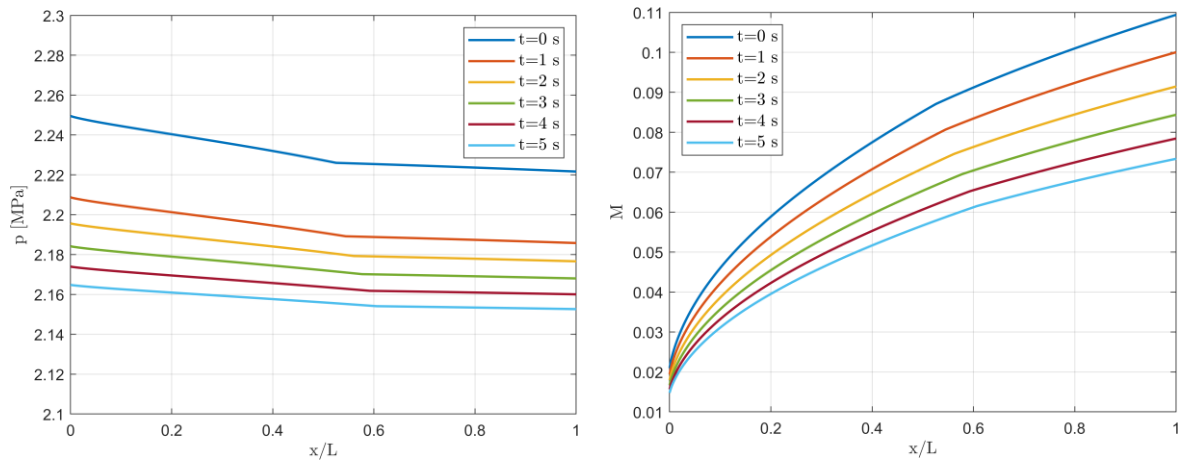 2.3
2.28
2.26
2.24
2.22
2.2
2.18
2.16
2.14
2.12
2.1
p [MPa]
0
0.2
0.4
0.6
0.8
1
x/L
t=0 s
t=1 s
t=2 s
t=3 s
t=4 s
t=5 s
0.11
0.1
0.09
0.08
0.07
0.06
0.05
0.04
0.03
0.02
0.01
M
0
0.2
0.4
0.6
0.8
1
x/L
t=0 s
t=1 s
t=2 s
t=3 s
t=4 s
t=5 s